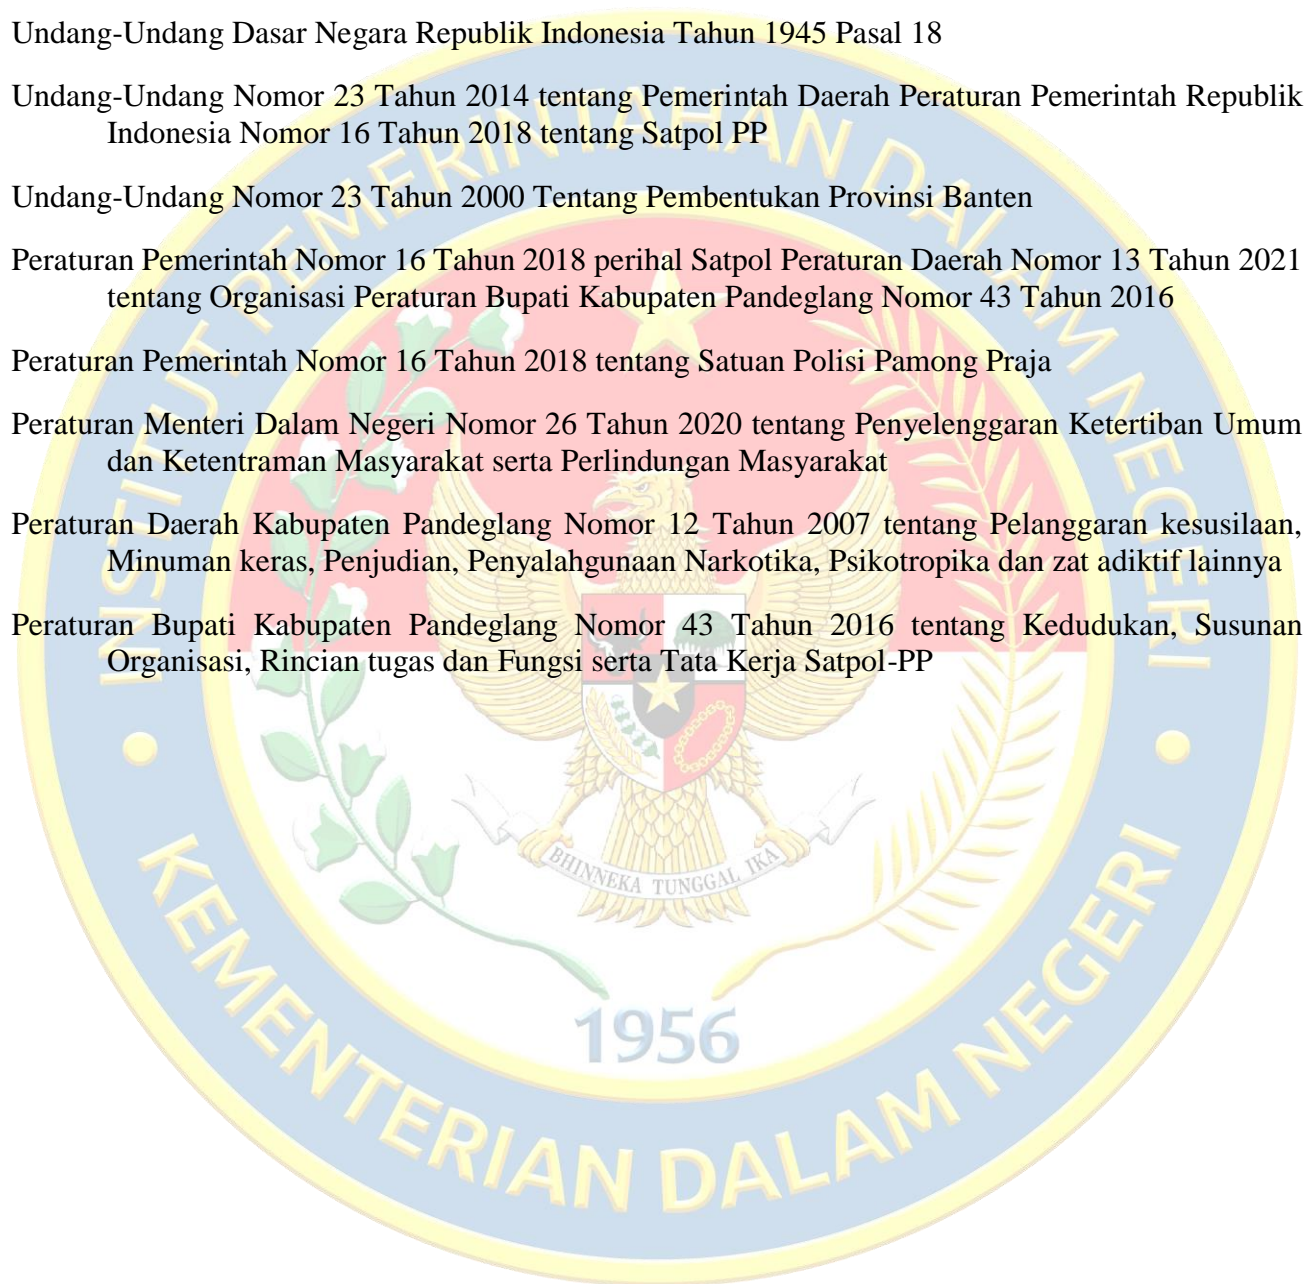 Undang-Undang Dasar Negara Republik Indonesia Tahun 1945 Pasal 18
Undang-Undang Nomor 23 Tahun 2014 tentang Pemerintah Daerah Peraturan Pemerintah Republik
Indonesia Nomor 16 Tahun 2018 tentang Satpol PP
Undang-Undang Nomor 23 Tahun 2000 Tentang Pembentukan Provinsi Banten
Peraturan Pemerintah Nomor 16 Tahun 2018 perihal Satpol Peraturan Daerah Nomor 13 Tahun 2021
tentang Organisasi Peraturan Bupati Kabupaten Pandeglang Nomor 43 Tahun 2016
Peraturan Pemerintah Nomor 16 Tahun 2018 tentang Satuan Polisi Pamong Praja
Peraturan Menteri Dalam Negeri Nomor 26 Tahun 2020 tentang Penyelenggaran Ketertiban Umum
dan Ketentraman Masyarakat serta Perlindungan Masyarakat
Peraturan Daerah Kabupaten Pandeglang Nomor 12 Tahun 2007 tentang Pelanggaran kesusilaan,
Minuman keras, Penjudian, Penyalahgunaan Narkotika, Psikotropika dan zat adiktif lainnya
Peraturan Bupati Kabupaten Pandeglang Nomor 43 Tahun 2016 tentang Kedudukan, Susunan
Organisasi, Rincian tugas dan Fungsi serta Tata Kerja Satpol-PP
INSTITUT PEMERINTAHAN DALAM NEGERI
BHINNEKA TUNGGAL IKA
1956
KEMENTERIAN DALAM NEGERI